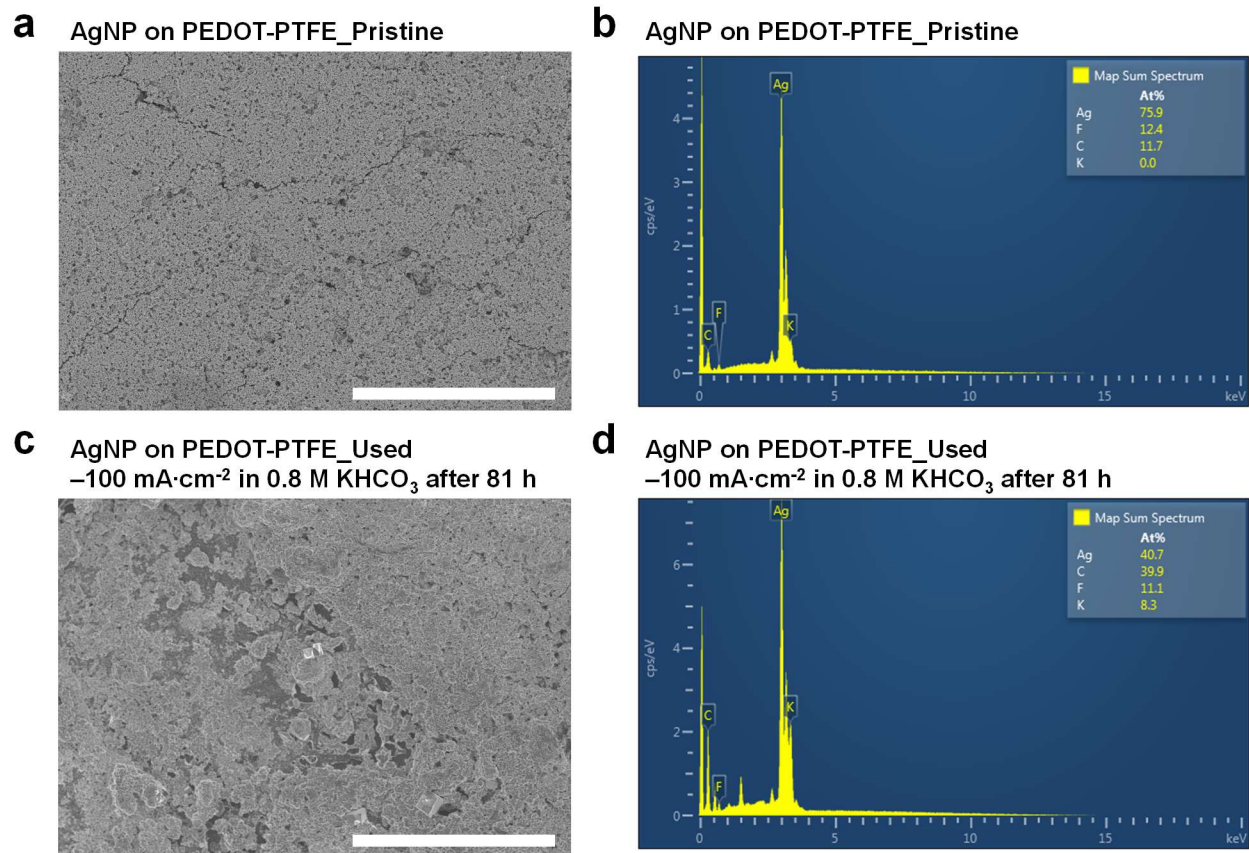 a
AgNP on PEDOT-PTFE_Pristine
b
AgNP on PEDOT-PTFE_Pristine
Map Sum Spectrum
At%
Ag 75.9
F 12.4
C 11.7
K 0.0
Ag
F
C
K
cps/eV
4
3
2
1
0
0 5 10 15 keV
c
AgNP on PEDOT-PTFE_Used
–100 mA·cm⁻² in 0.8 M KHCO₃ after 81 h
d
AgNP on PEDOT-PTFE_Used
–100 mA·cm⁻² in 0.8 M KHCO₃ after 81 h
Map Sum Spectrum
At%
Ag 40.7
C 39.9
F 11.1
K 8.3
Ag
C
K
F
cps/eV
6
4
2
0
0 5 10 15 keV